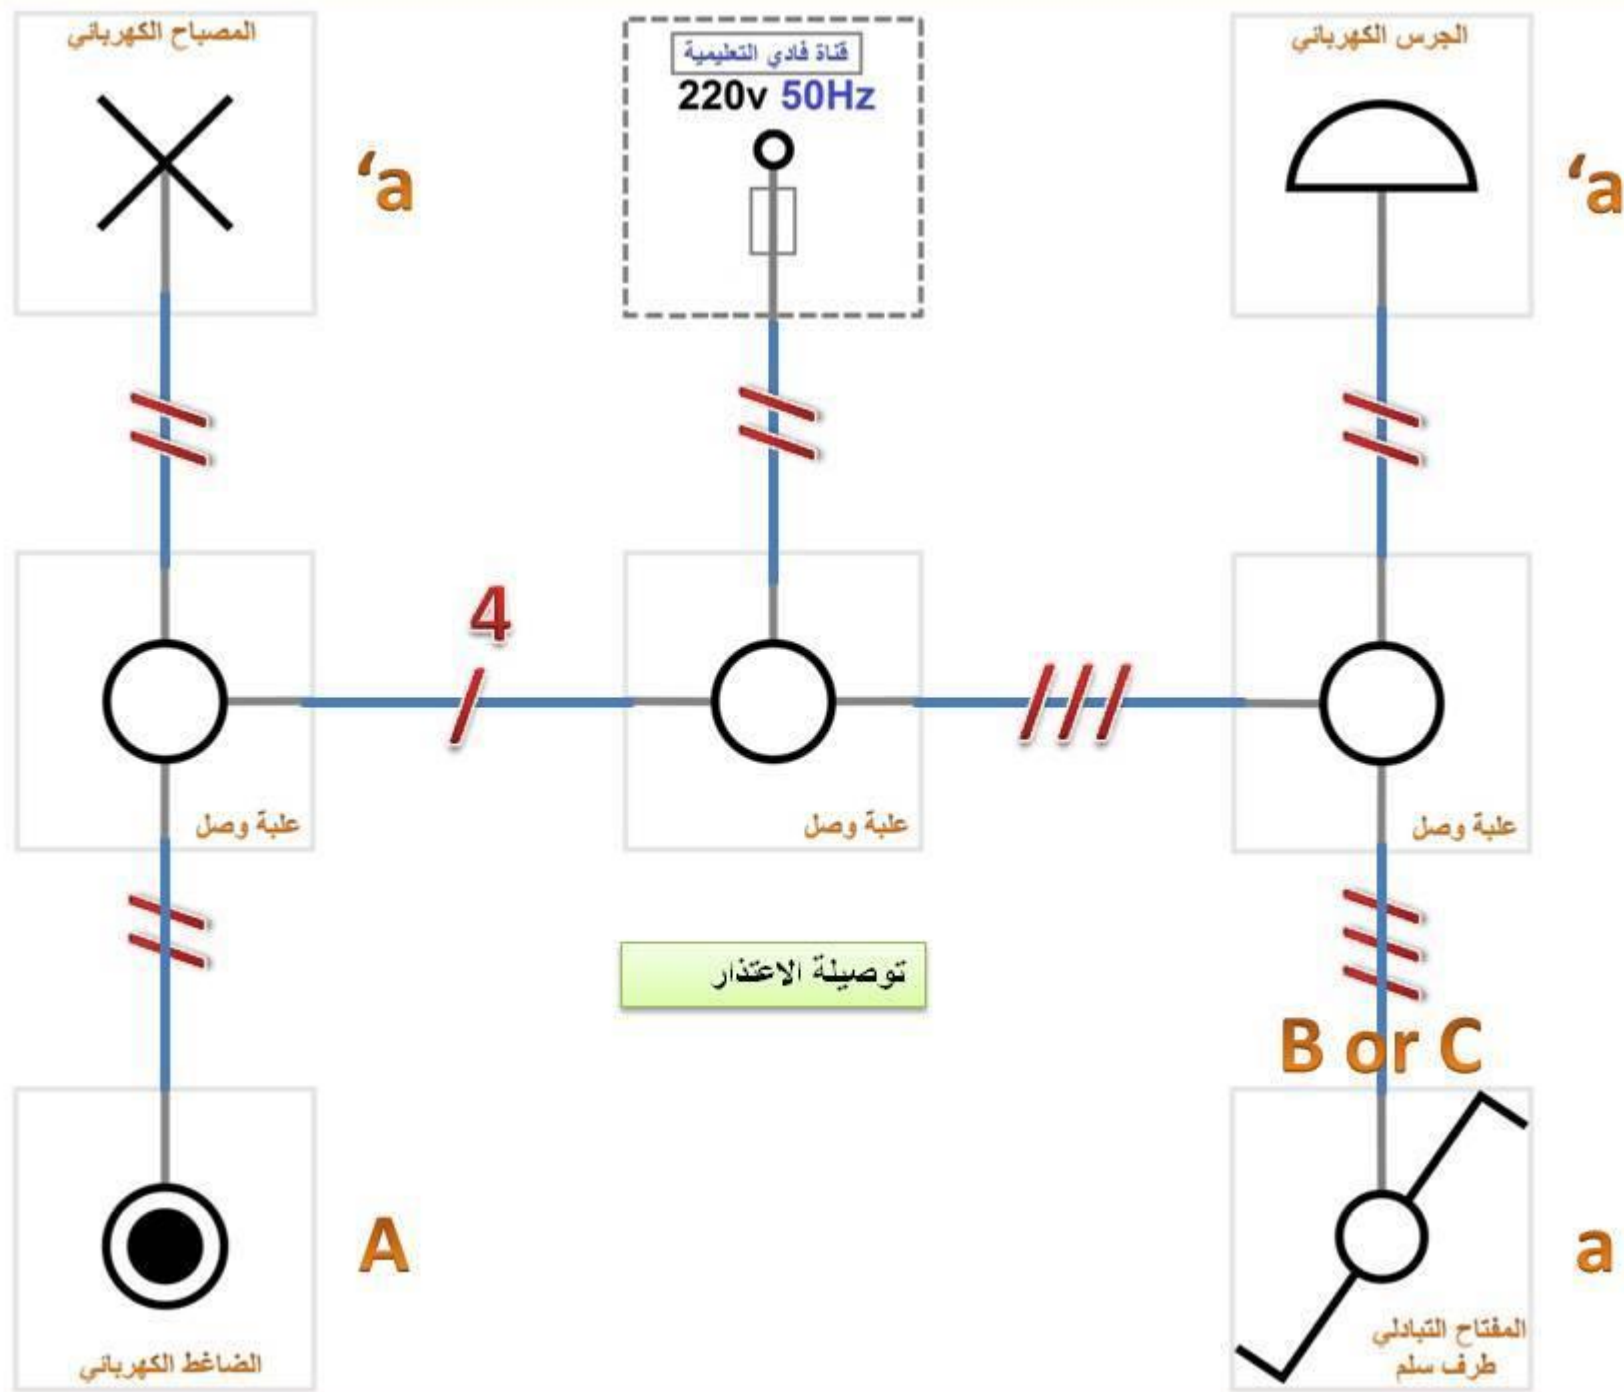 المصباح الكهربائي
قناة فادي التعليمية
220v 50Hz
الجرس الكهربائي
‘a
‘a
4
علبة وصل
علبة وصل
علبة وصل
توصيلة الاعتذار
B or C
A
a
الضاغط الكهربائي
المفتاح التبادلي
طرف سلم